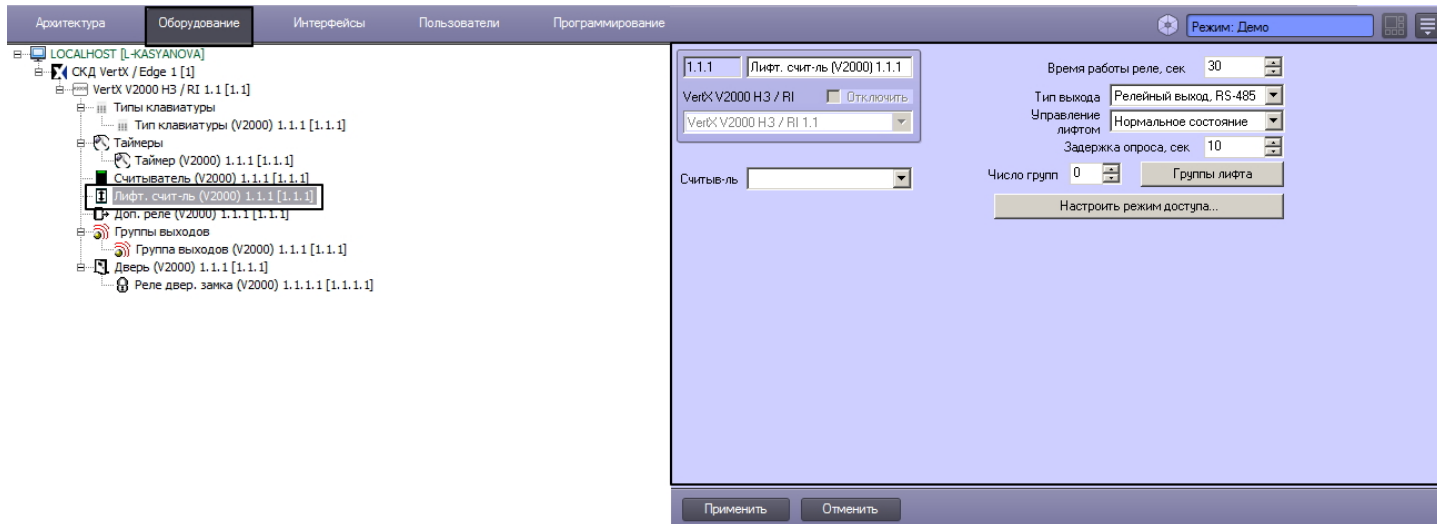 Архитектура
Оборудование
Интерфейсы
Пользователи
Программирование
Режим: Демо
LOCALHOST [L-KASYANOVA]
СКД VertX / Edge 1 [1]
VertX V2000 H3 / RI 1.1 [1.1]
Типы клавиатуры
Тип клавиатуры (V2000) 1.1.1 [1.1.1]
Таймеры
Таймер (V2000) 1.1.1 [1.1.1]
Считыватель (V2000) 1.1.1 [1.1.1]
Лифт. счит-ль (V2000) 1.1.1 [1.1.1]
Доп. реле (V2000) 1.1.1 [1.1.1]
Группы выходов
Группа выходов (V2000) 1.1.1 [1.1.1]
Дверь (V2000) 1.1.1 [1.1.1]
Реле двер. замка (V2000) 1.1.1.1 [1.1.1.1]
1.1.1 Лифт. счит-ль (V2000) 1.1.1
VertX V2000 H3 / RI Отключить
VertX V2000 H3 / RI 1.1
Считыв-ль
Время работы реле, сек 30
Тип выхода Релейный выход, RS-485
Управление
лифтом Нормальное состояние
Задержка опроса, сек 10
Число групп 0 Группы лифта
Настроить режим доступа...
Применить Отменить